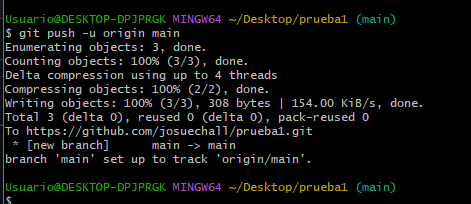 Usuario@DESKTOP-DPJPRGK MINGW64 ~/Desktop/prueba1 (main)
$ git push -u origin main
Enumerating objects: 3, done.
Counting objects: 100% (3/3), done.
Delta compression using up to 4 threads
Compressing objects: 100% (2/2), done.
Writing objects: 100% (3/3), 308 bytes | 154.00 KiB/s, done.
Total 3 (delta 0), reused 0 (delta 0), pack-reused 0
To https://github.com/josuechall/prueba1.git
 * [new branch]      main -> main
branch 'main' set up to track 'origin/main'.
Usuario@DESKTOP-DPJPRGK MINGW64 ~/Desktop/prueba1 (main)